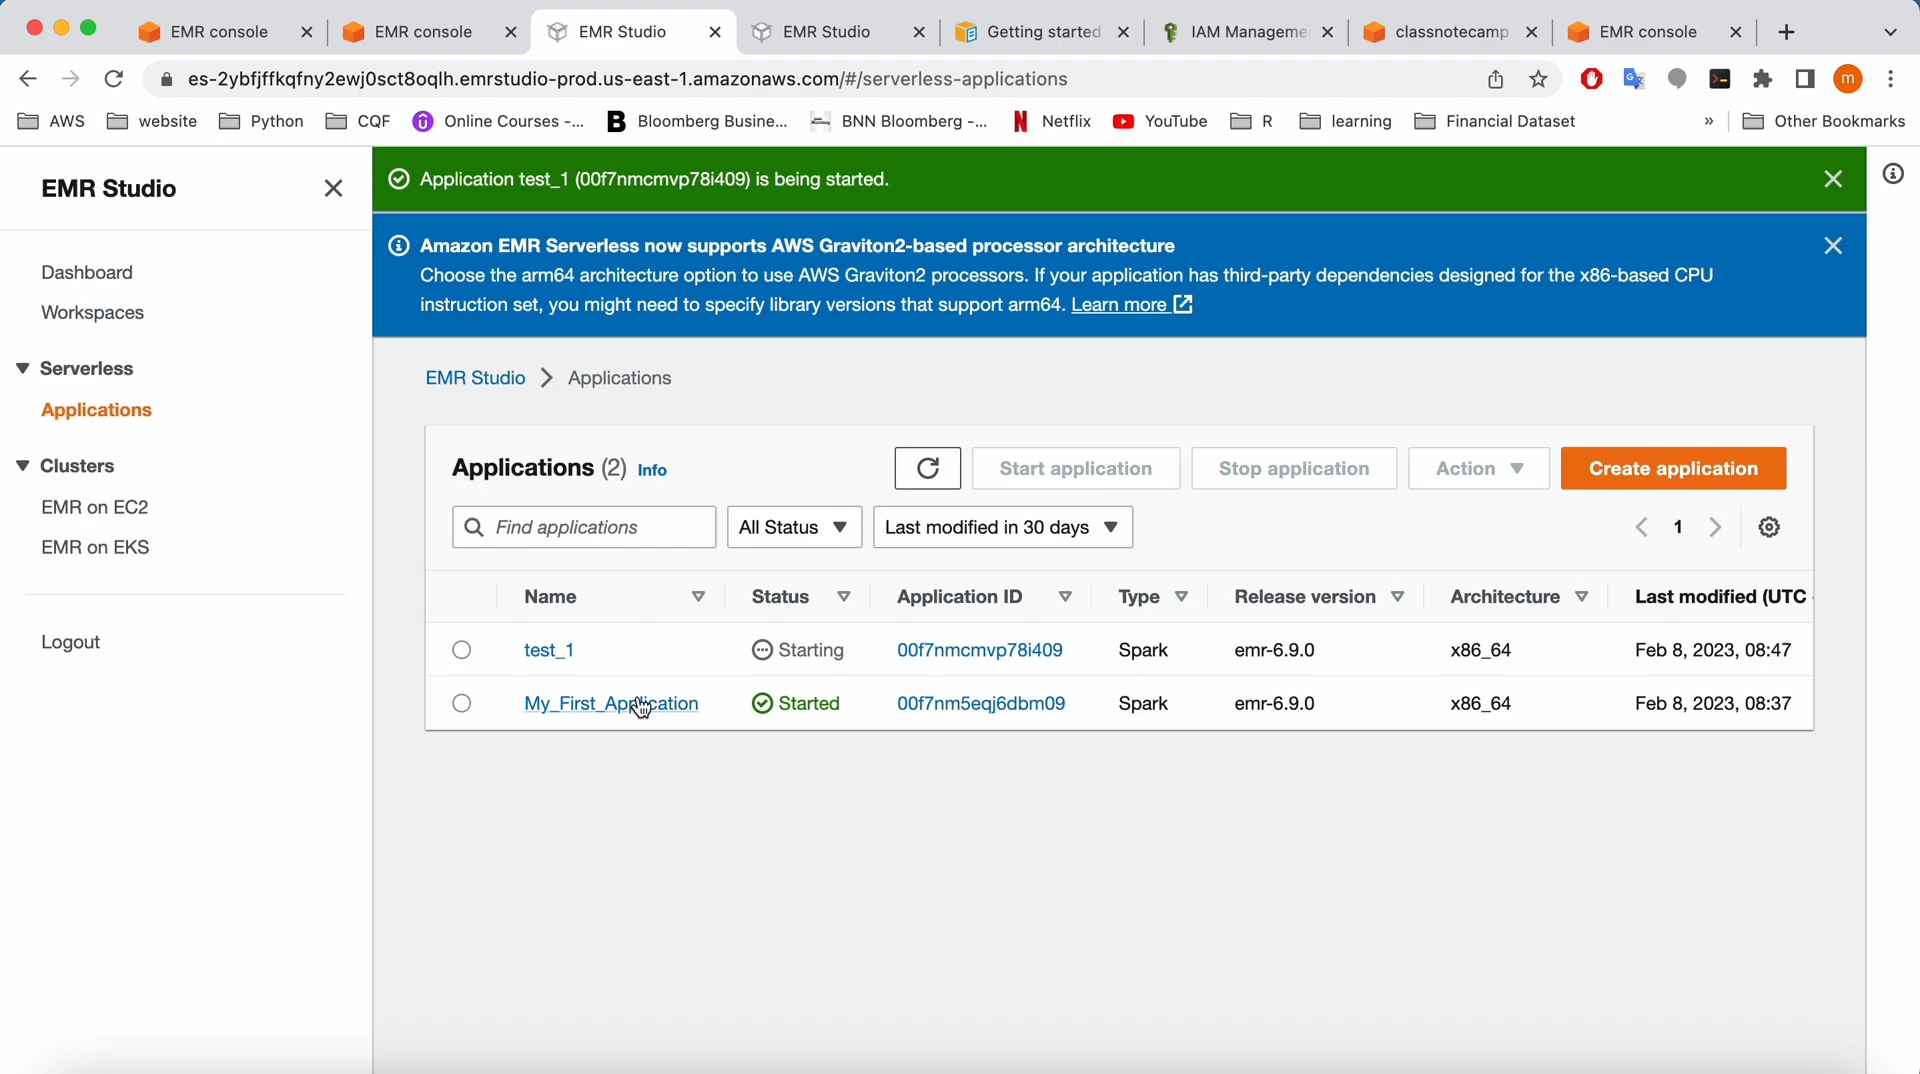 EMR console
EMR console
EMR Studio
EMR Studio
Getting started
IAM Manageme
classnotecamp
EMR console
es-2ybfjffkqfny2ewj0sct8oqlh.emrstudio-prod.us-east-1.amazonaws.com/#/serverless-applications
m
AWS
website
Python
CQF
Online Courses -...
Bloomberg Busine...
BNN Bloomberg -...
Netflix
YouTube
R
learning
Financial Dataset
»
Other Bookmarks
EMR Studio
Dashboard
Workspaces
Serverless
Applications
Clusters
EMR on EC2
EMR on EKS
Logout
Application test_1 (00f7nmcmvp78i409) is being started.
Amazon EMR Serverless now supports AWS Graviton2-based processor architecture
Choose the arm64 architecture option to use AWS Graviton2 processors. If your application has third-party dependencies designed for the x86-based CPU
instruction set, you might need to specify library versions that support arm64. Learn more
EMR Studio > Applications
Applications (2) Info
Start application
Stop application
Action
Create application
Find applications
All Status
Last modified in 30 days
1
Name Status Application ID Type Release version Architecture Last modified (UTC
test_1 Starting 00f7nmcmvp78i409 Spark emr-6.9.0 x86_64 Feb 8, 2023, 08:47
My_First_Application Started 00f7nm5eqj6dbm09 Spark emr-6.9.0 x86_64 Feb 8, 2023, 08:37